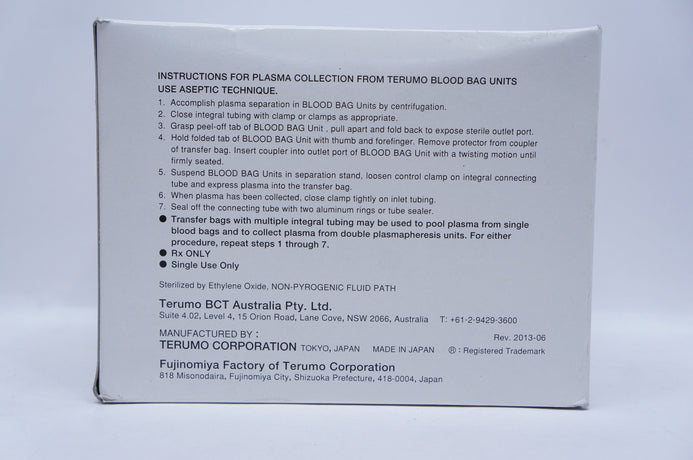 INSTRUCTIONS FOR PLASMA COLLECTION FROM TERUMO BLOOD BAG UNITS
USE ASEPTIC TECHNIQUE.
1. Accomplish plasma separation in BLOOD BAG Units by centrifugation.
2. Close integral tubing with clamp or clamps as appropriate.
3. Grasp peel-off tab of BLOOD BAG Unit , pull apart and fold back to expose sterile outlet port.
4. Hold folded tab of BLOOD BAG Unit with thumb and forefinger. Remove protector from coupler
of transfer bag. Insert coupler into outlet port of BLOOD BAG Unit with a twisting motion until
firmly seated.
5. Suspend BLOOD BAG Units in separation stand, loosen control clamp on integral connecting
tube and express plasma into the transfer bag.
6. When plasma has been collected, close clamp tightly on inlet tubing.
7. Seal off the connecting tube with two aluminum rings or tube sealer.
● Transfer bags with multiple integral tubing may be used to pool plasma from single
blood bags and to collect plasma from double plasmapheresis units. For either
procedure, repeat steps 1 through 7.
● Rx ONLY
● Single Use Only
Sterilized by Ethylene Oxide, NON-PYROGENIC FLUID PATH
Terumo BCT Australia Pty. Ltd.
Suite 4.02, Level 4, 15 Orion Road, Lane Cove, NSW 2066, Australia T: +61-2-9429-3600
MANUFACTURED BY : Rev. 2013-06
TERUMO CORPORATION TOKYO, JAPAN MADE IN JAPAN ® : Registered Trademark
Fujinomiya Factory of Terumo Corporation
818 Misonodaira, Fujinomiya City, Shizuoka Prefecture, 418-0004, Japan